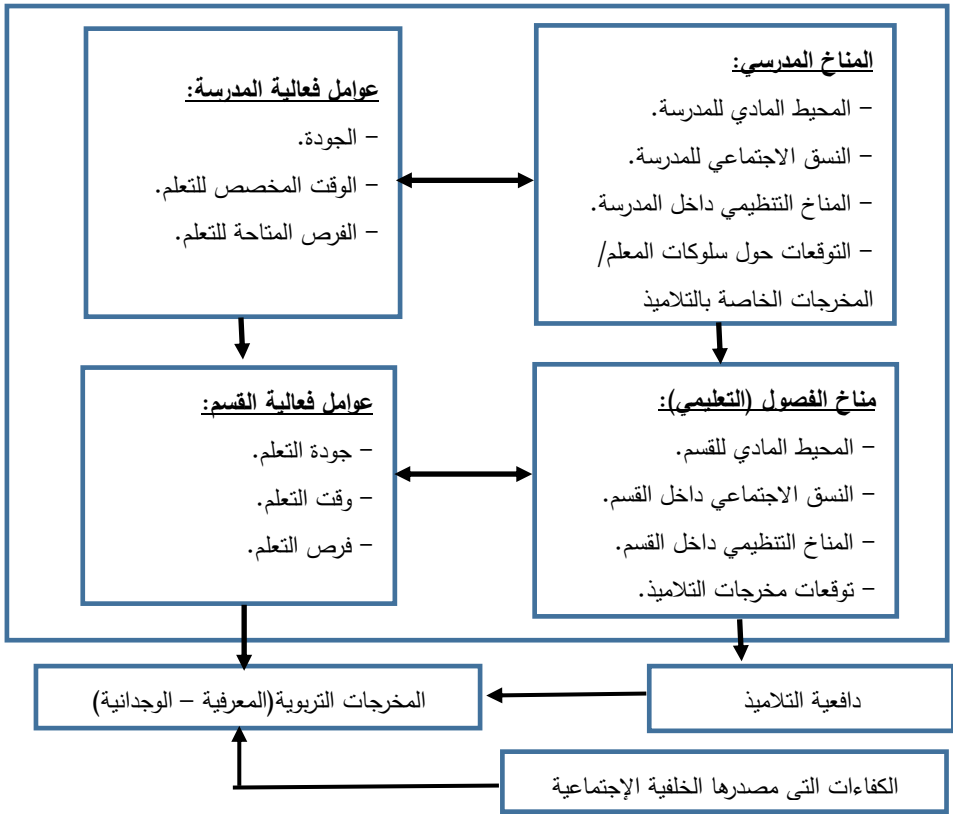 المناخ المدرسي:
– المحيط المادي للمدرسة.
– النسق الاجتماعي للمدرسة.
– المناخ التنظيمي داخل المدرسة.
– التوقعات حول سلوكات المعلم/
المخرجات الخاصة بالتلاميذ
عوامل فعالية المدرسة:
– الجودة.
– الوقت المخصص للتعلم.
– الفرص المتاحة للتعلم.
مناخ الفصول (التعليمي):
– المحيط المادي للقسم.
– النسق الاجتماعي داخل القسم.
– المناخ التنظيمي داخل القسم.
– توقعات مخرجات التلاميذ.
عوامل فعالية القسم:
– جودة التعلم.
– وقت التعلم.
– فرص التعلم.
دافعية التلاميذ
المخرجات التربوية(المعرفية – الوجدانية)
الكفاءات التى مصدرها الخلفية الإجتماعية